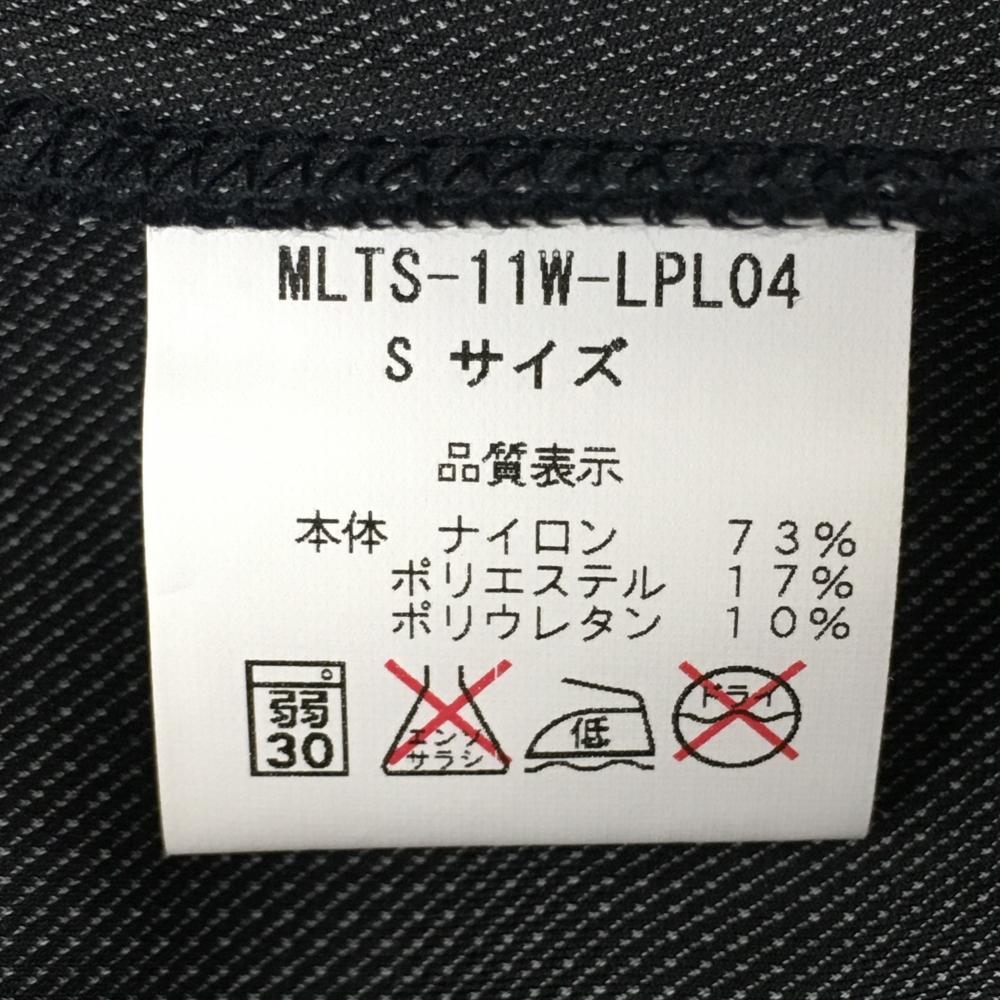 MLTS-11W-LPL04
S サイズ
品質表示
本体 ナイロン 73%
ポリエステル 17%
ポリウレタン 10%
弱 エンソ 低 ドライ
30 サラシ